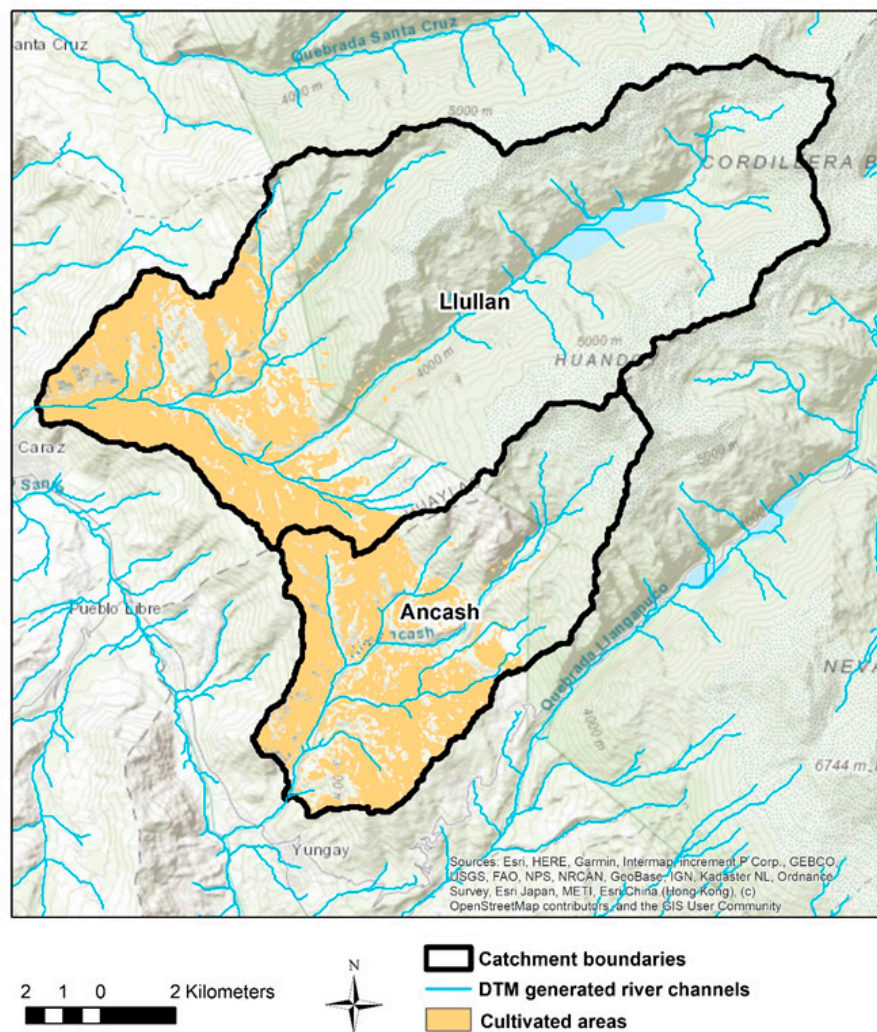 anta Cruz
Quebrada Santa Cruz
4000 m
5000 m
CORDILLERA B
Llullan
5000 m
HUANDO
4000 m
Caraz
5000 m
Pueblo Libre
Ancash
ncash
Quebrada Llanganuco
NEVA
4000 m
6744 m
Yungay
Sources: Esri, HERE, Garmin, Intermap, increment P Corp., GEBCO,
USGS, FAO, NPS, NRCAN, GeoBase, IGN, Kadaster NL, Ordnance
Survey, Esri Japan, METI, Esri China (Hong Kong), (c)
OpenStreetMap contributors, and the GIS User Community
N
2 1 0 2 Kilometers
Catchment boundaries
DTM generated river channels
Cultivated areas